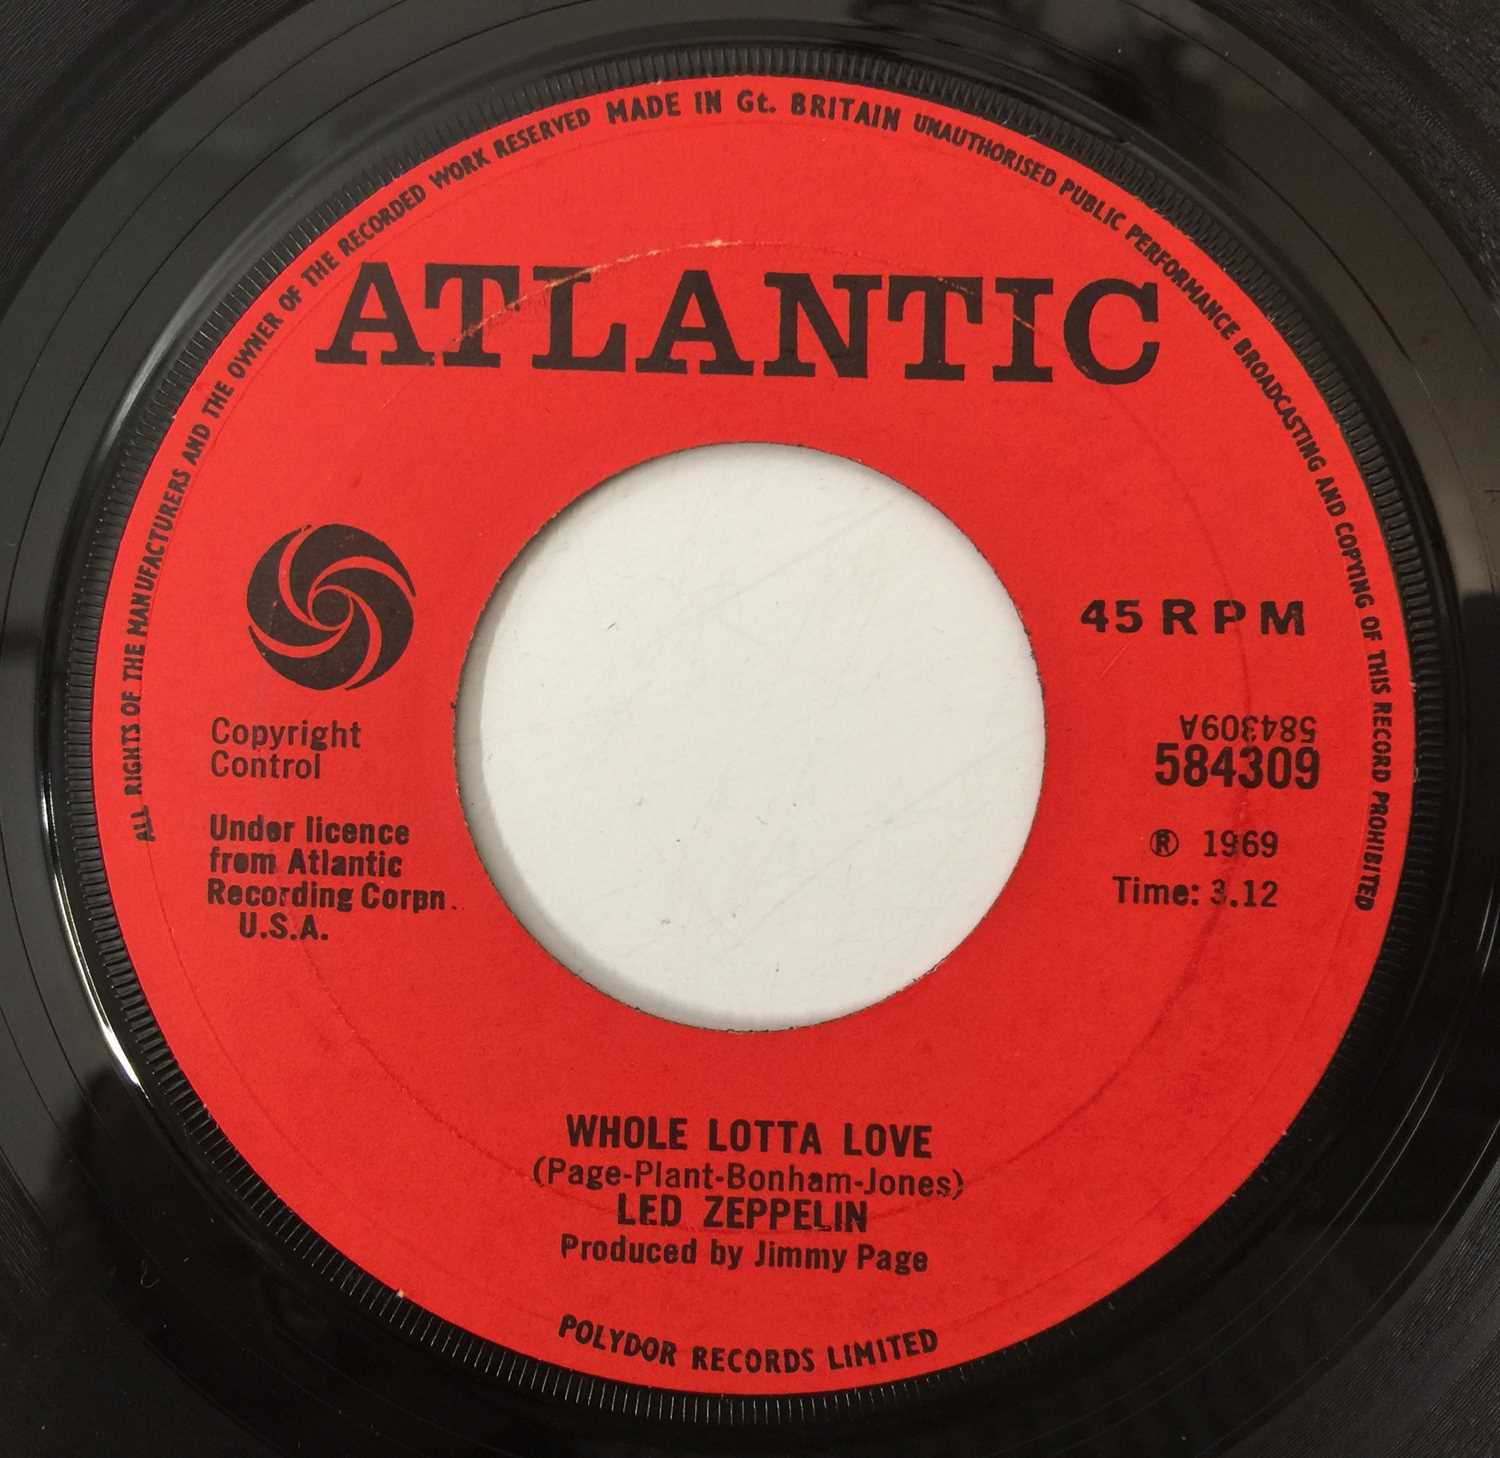 ALL RIGHTS OF THE MANUFACTURERS AND THE OWNER OF THE RECORDED WORK RESERVED MADE IN Gt. BRITAIN UNAUTHORISED PUBLIC PERFORMANCE BROADCASTING AND COPYING OF THIS RECORD PROHIBITED
ATLANTIC
45 RPM
584309A
584309
℗ 1969
Time: 3.12
Copyright
Control
Under licence
from Atlantic
Recording Corpn.
U.S.A.
WHOLE LOTTA LOVE
(Page-Plant-Bonham-Jones)
LED ZEPPELIN
Produced by Jimmy Page
POLYDOR RECORDS LIMITED